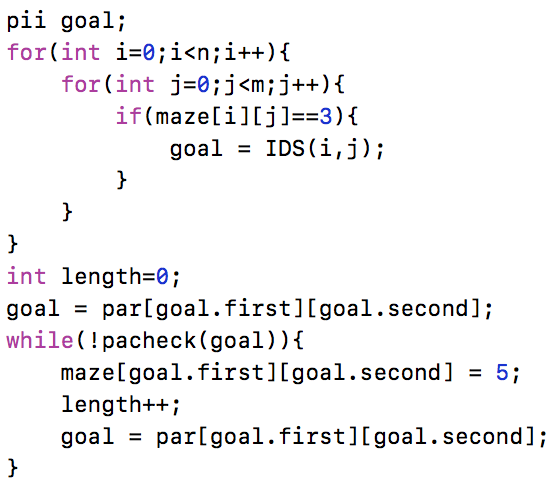 pii goal;
for(int i=0;i<n;i++){
    for(int j=0;j<m;j++){
        if(maze[i][j]==3){
            goal = IDS(i,j);
        }
    }
}
int length=0;
goal = par[goal.first][goal.second];
while(!pacheck(goal)){
    maze[goal.first][goal.second] = 5;
    length++;
    goal = par[goal.first][goal.second];
}